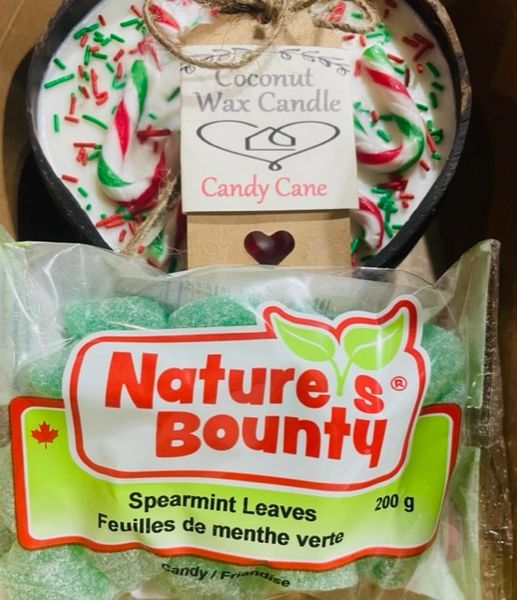 Coconut
Wax Candle
Candy Cane
Nature's®
Bounty
Spearmint Leaves
200 g
Feuilles de menthe verte
Candy / Friandise